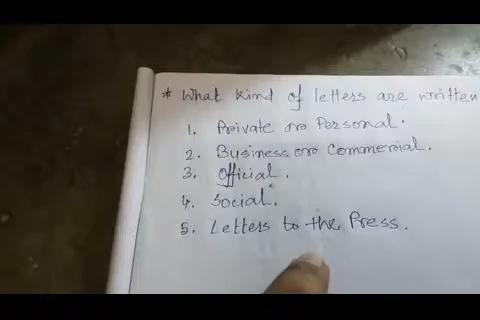 * What kind of letters are written
1. Private or Personal.
2. Business or Commercial.
3. Official.
4. Social.
5. Letters to the Press.